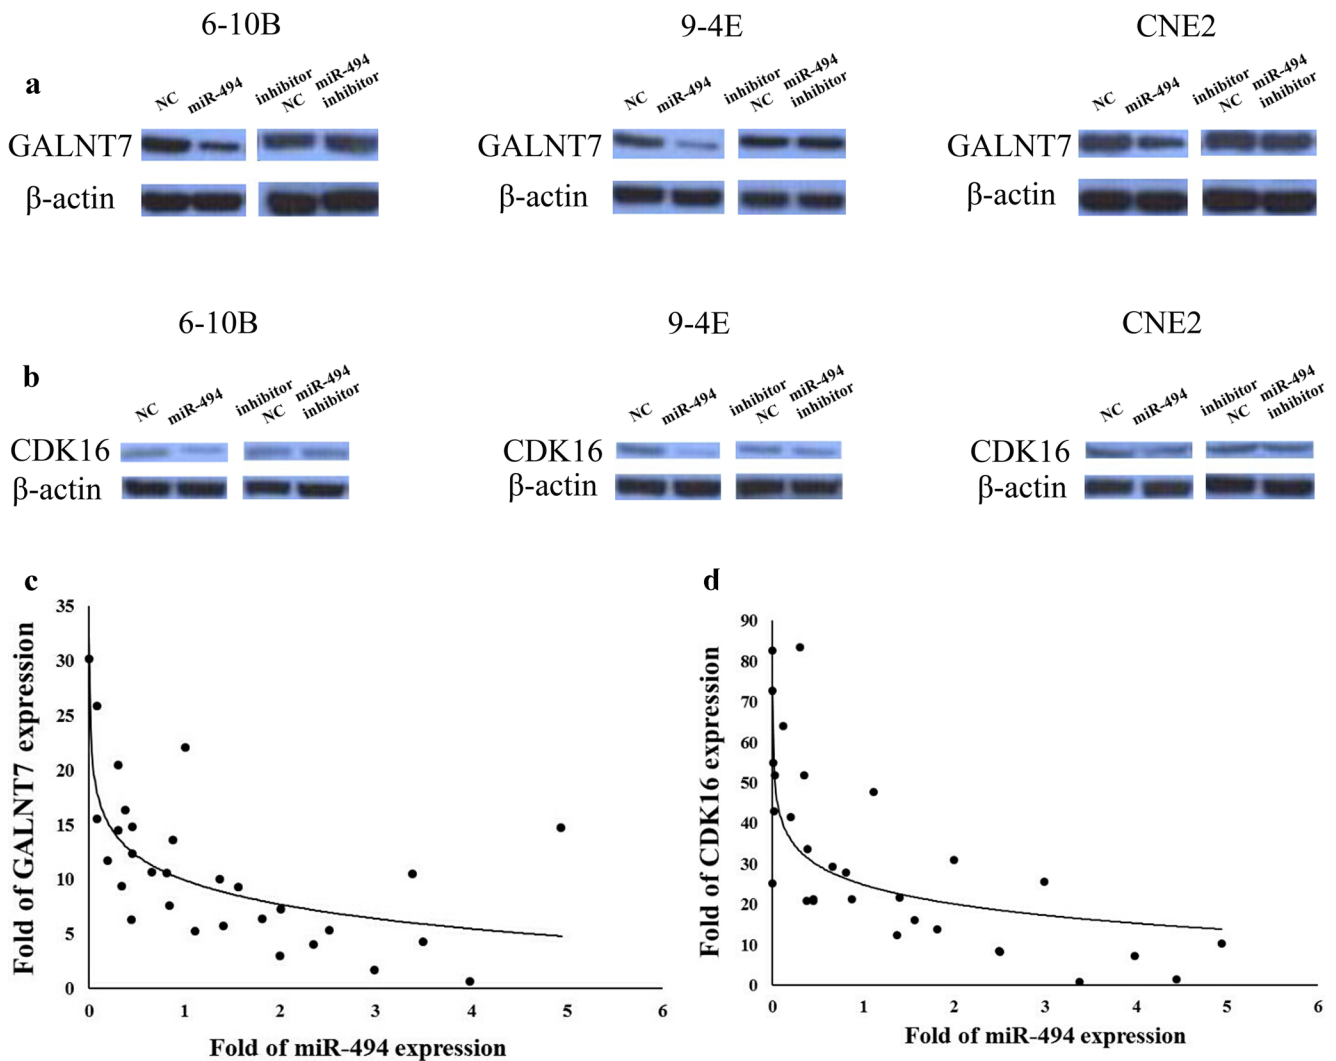 6-10B 9-4E CNE2
a
NC miR-494 inhibitor NC miR-494 inhibitor
NC miR-494 inhibitor NC miR-494 inhibitor
NC miR-494 inhibitor NC miR-494 inhibitor
GALNT7 GALNT7 GALNT7
β-actin β-actin β-actin
6-10B 9-4E CNE2
b
NC miR-494 inhibitor NC miR-494 inhibitor
NC miR-494 inhibitor NC miR-494 inhibitor
NC miR-494 inhibitor NC miR-494 inhibitor
CDK16 CDK16 CDK16
β-actin β-actin β-actin
c
Fold of GALNT7 expression
35
30
25
20
15
10
5
0
0 1 2 3 4 5 6
Fold of miR-494 expression
d
Fold of CDK16 expression
90
80
70
60
50
40
30
20
10
0
0 1 2 3 4 5 6
Fold of miR-494 expression